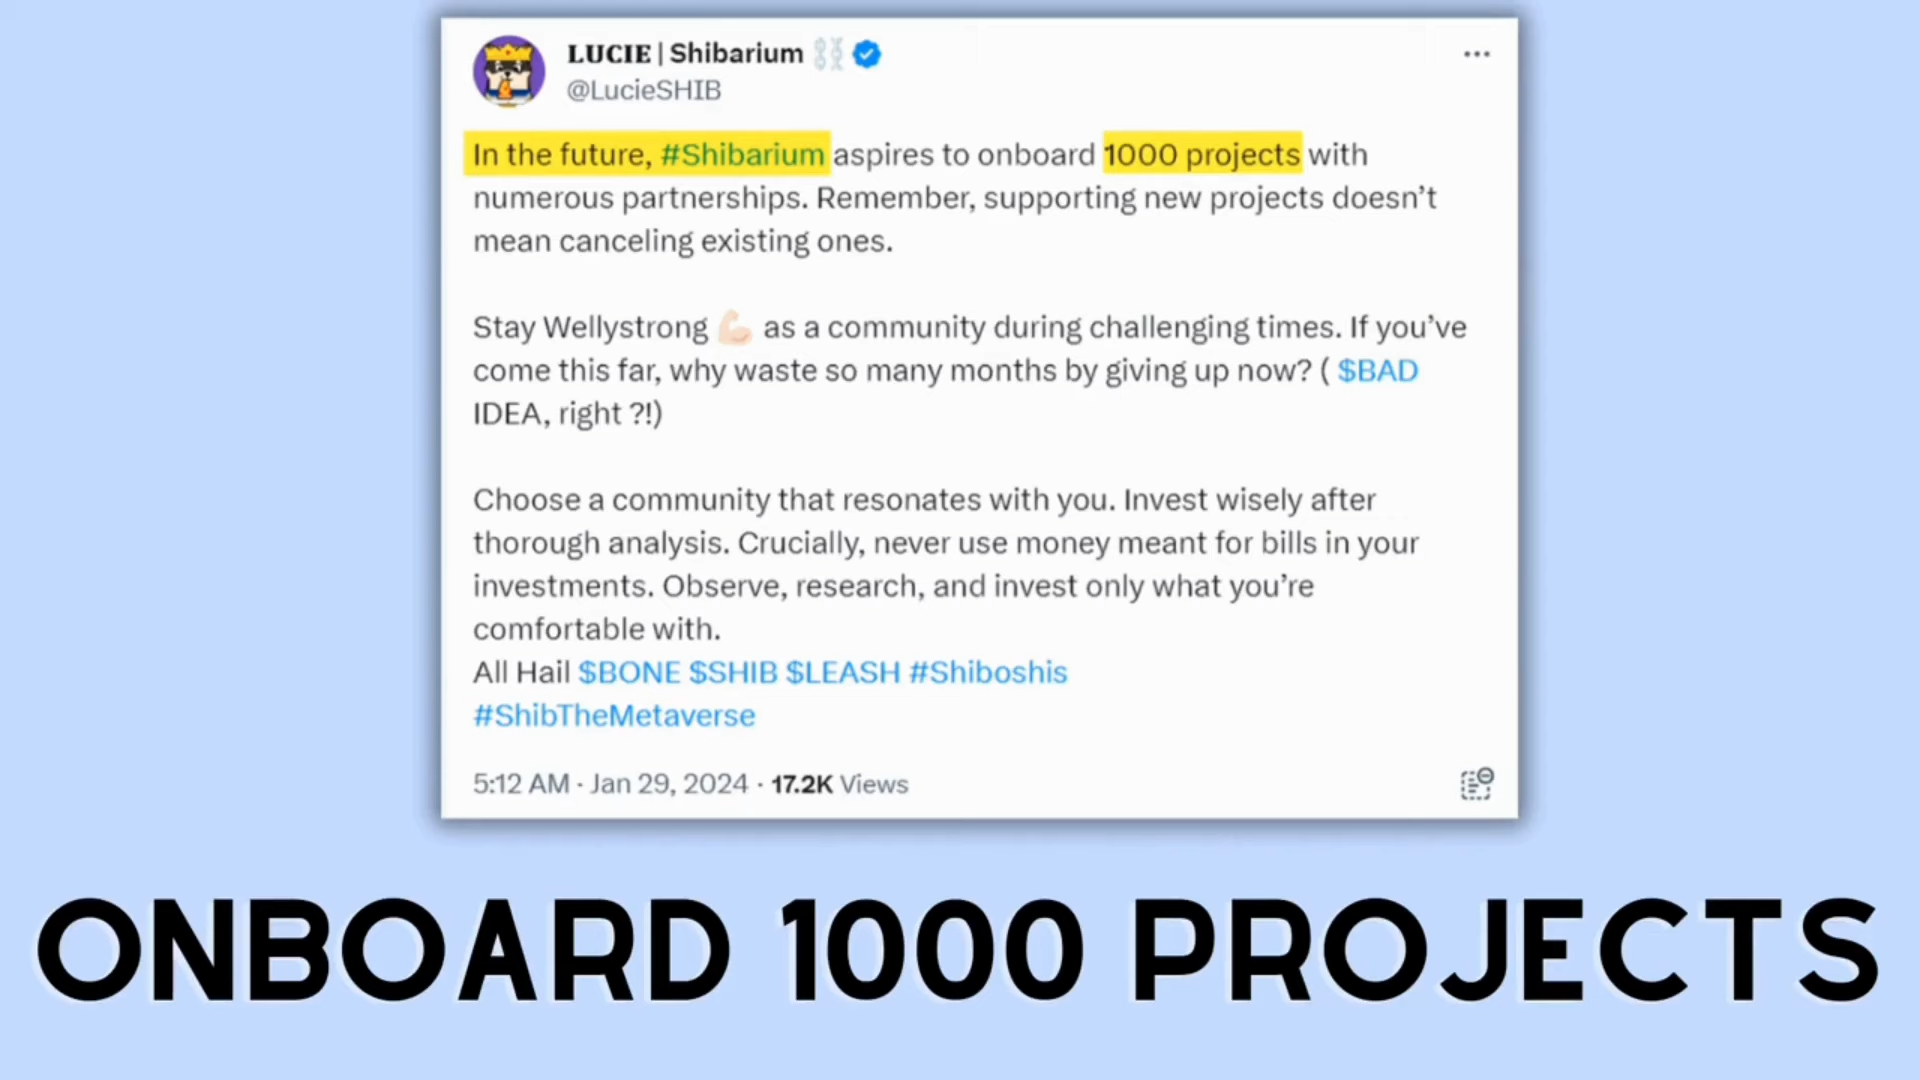 LUCIE | Shibarium ⛓⛓
@LucieSHIB
In the future, #Shibarium aspires to onboard 1000 projects with
numerous partnerships. Remember, supporting new projects doesn’t
mean canceling existing ones.
Stay Wellystrong 💪🏻 as a community during challenging times. If you’ve
come this far, why waste so many months by giving up now? ( $BAD
IDEA, right ?!)
Choose a community that resonates with you. Invest wisely after
thorough analysis. Crucially, never use money meant for bills in your
investments. Observe, research, and invest only what you’re
comfortable with.
All Hail $BONE $SHIB $LEASH #Shiboshis
#ShibTheMetaverse
5:12 AM · Jan 29, 2024 · 17.2K Views
ONBOARD 1000 PROJECTS